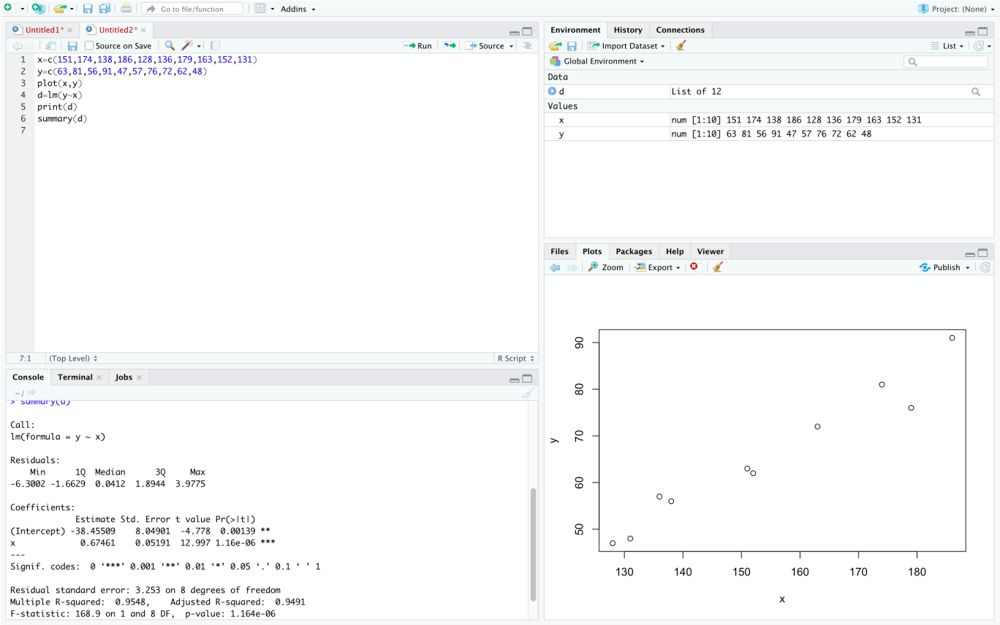 Go to file/function
Addins
Project: (None)
Untitled1*
Untitled2*
Source on Save
Run
Source
1 x=c(151,174,138,186,128,136,179,163,152,131)
2 y=c(63,81,56,91,47,57,76,72,62,48)
3 plot(x,y)
4 d=lm(y~x)
5 print(d)
6 summary(d)
7
7:1 (Top Level) R Script
Console Terminal Jobs
~/
> summary(d)
Call:
lm(formula = y ~ x)
Residuals:
Min 1Q Median 3Q Max
-6.3002 -1.6629 0.0412 1.8944 3.9775
Coefficients:
Estimate Std. Error t value Pr(>|t|)
(Intercept) -38.45509 8.04901 -4.778 0.00139 **
x 0.67461 0.05191 12.997 1.16e-06 ***
---
Signif. codes: 0 ‘***’ 0.001 ‘**’ 0.01 ‘*’ 0.05 ‘.’ 0.1 ‘ ’ 1
Residual standard error: 3.253 on 8 degrees of freedom
Multiple R-squared: 0.9548, Adjusted R-squared: 0.9491
F-statistic: 168.9 on 1 and 8 DF, p-value: 1.164e-06
Environment History Connections
Import Dataset
List
Global Environment
Data
d List of 12
Values
x num [1:10] 151 174 138 186 128 136 179 163 152 131
y num [1:10] 63 81 56 91 47 57 76 72 62 48
Files Plots Packages Help Viewer
Zoom Export Publish
90
80
70
60
50
y
130 140 150 160 170 180
x